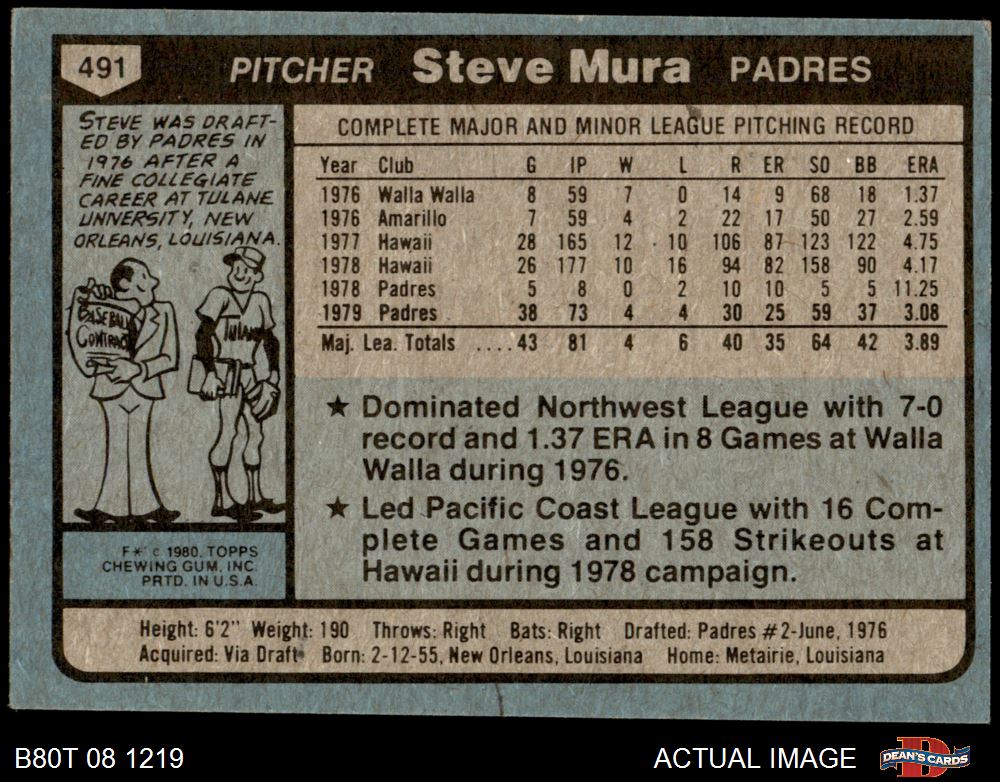 491 PITCHER Steve Mura PADRES
STEVE WAS DRAFT-
ED BY PADRES IN
1976 AFTER A
FINE COLLEGIATE
CAREER AT TULANE
UNIVERSITY, NEW
ORLEANS, LOUISIANA.
BASEBALL
CONTRACT
TULANE
F* © 1980. TOPPS
CHEWING GUM, INC.
PRTD. IN U.S.A.
COMPLETE MAJOR AND MINOR LEAGUE PITCHING RECORD
Year Club G IP W L R ER SO BB ERA
1976 Walla Walla 8 59 7 0 14 9 68 18 1.37
1976 Amarillo 7 59 4 2 22 17 50 27 2.59
1977 Hawaii 28 165 12 10 106 87 123 122 4.75
1978 Hawaii 26 177 10 16 94 82 158 90 4.17
1978 Padres 5 8 0 2 10 10 5 5 11.25
1979 Padres 38 73 4 4 30 25 59 37 3.08
Maj. Lea. Totals ....43 81 4 6 40 35 64 42 3.89
★ Dominated Northwest League with 7-0
record and 1.37 ERA in 8 Games at Walla
Walla during 1976.
★ Led Pacific Coast League with 16 Com-
plete Games and 158 Strikeouts at
Hawaii during 1978 campaign.
Height: 6'2" Weight: 190 Throws: Right Bats: Right Drafted: Padres #2-June, 1976
Acquired: Via Draft Born: 2-12-55, New Orleans, Louisiana Home: Metairie, Louisiana
B80T 08 1219 ACTUAL IMAGE DEAN'S CARDS